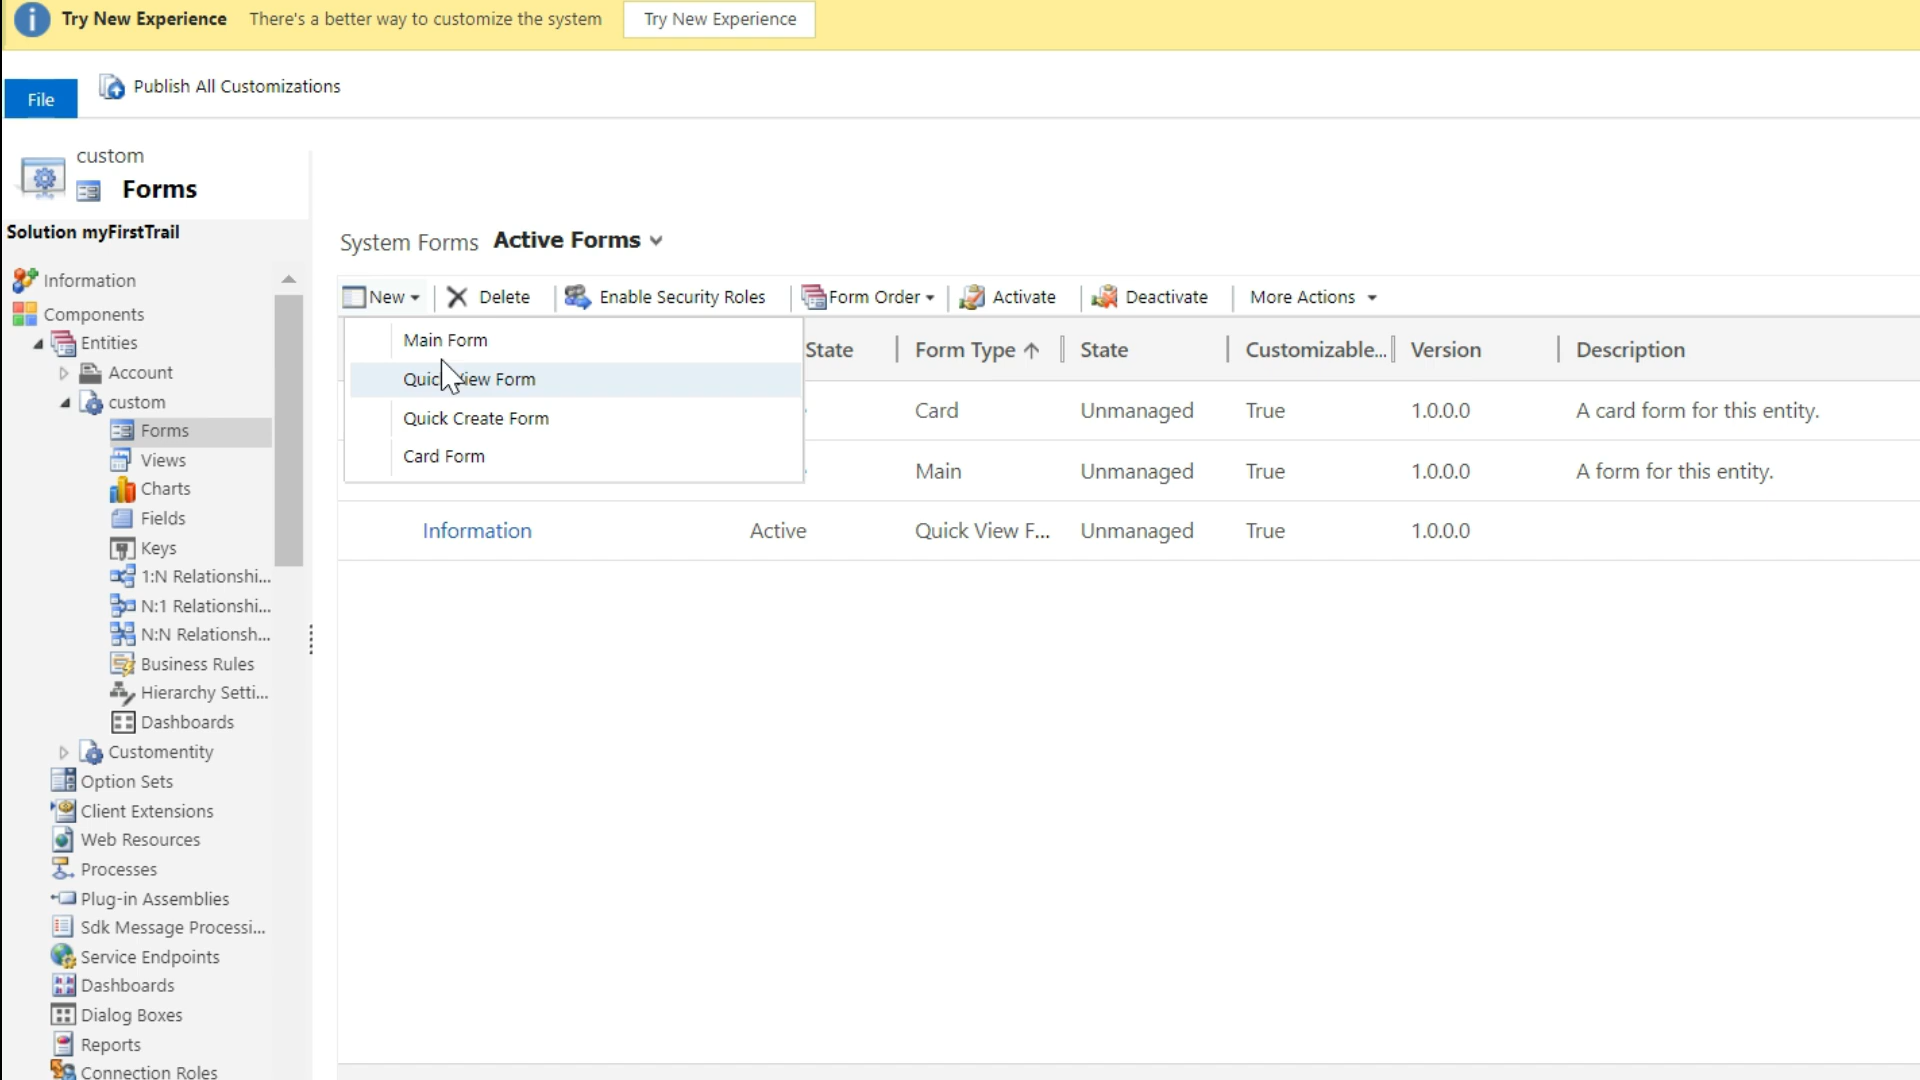 Try New Experience There's a better way to customize the system Try New Experience
File Publish All Customizations
custom
Forms
Solution myFirstTrail
Information
Components
Entities
Account
custom
Forms
Views
Charts
Fields
Keys
1:N Relationshi...
N:1 Relationshi...
N:N Relationsh...
Business Rules
Hierarchy Setti...
Dashboards
Customentity
Option Sets
Client Extensions
Web Resources
Processes
Plug-in Assemblies
Sdk Message Processi...
Service Endpoints
Dashboards
Dialog Boxes
Reports
Connection Roles
System Forms Active Forms
New Delete Enable Security Roles Form Order Activate Deactivate More Actions
Main Form
Quick View Form
Quick Create Form
Card Form
State Form Type State Customizable... Version Description
Card Unmanaged True 1.0.0.0 A card form for this entity.
Main Unmanaged True 1.0.0.0 A form for this entity.
Information Active Quick View F... Unmanaged True 1.0.0.0